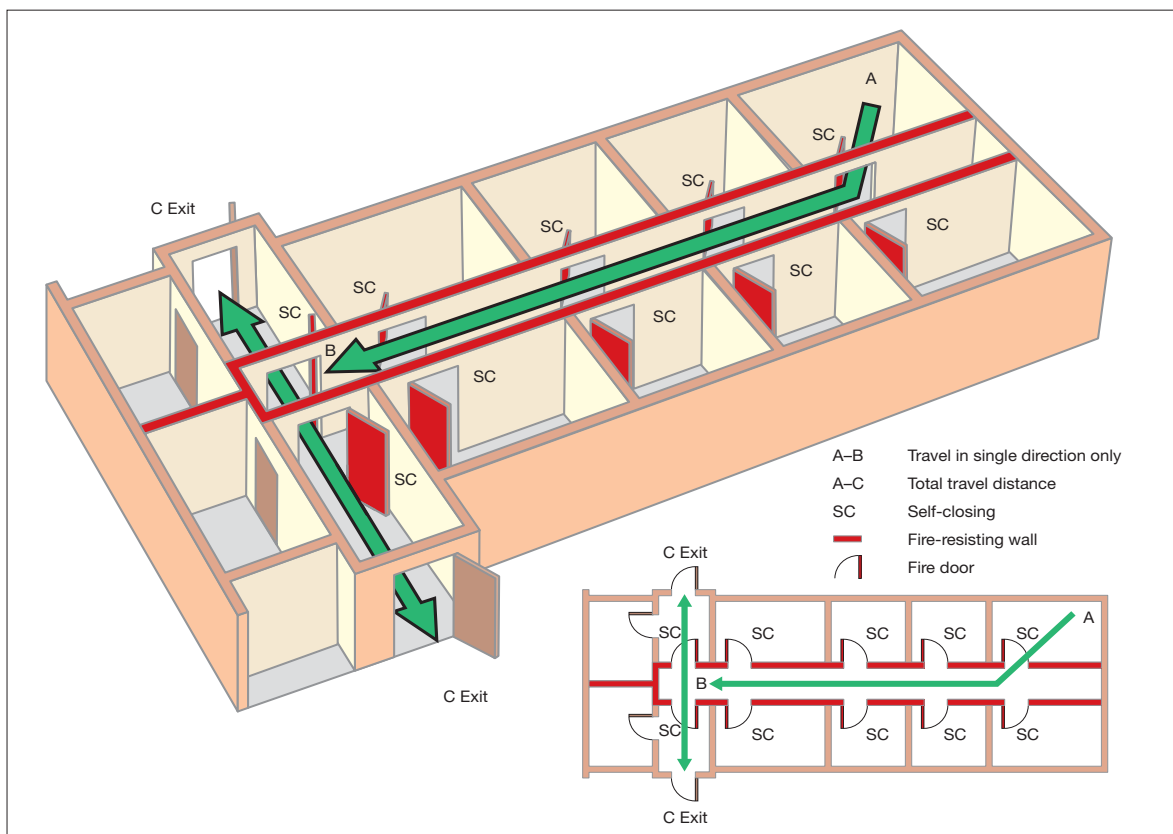 A
SC
C Exit
SC
SC
SC
SC
SC
SC
SC
B
SC
SC
SC
A–B Travel in single direction only
A–C Total travel distance
SC Self-closing
Fire-resisting wall
Fire door
C Exit
C Exit
A
SC
SC
SC
SC
SC
B
SC
SC
SC
SC
SC
C Exit